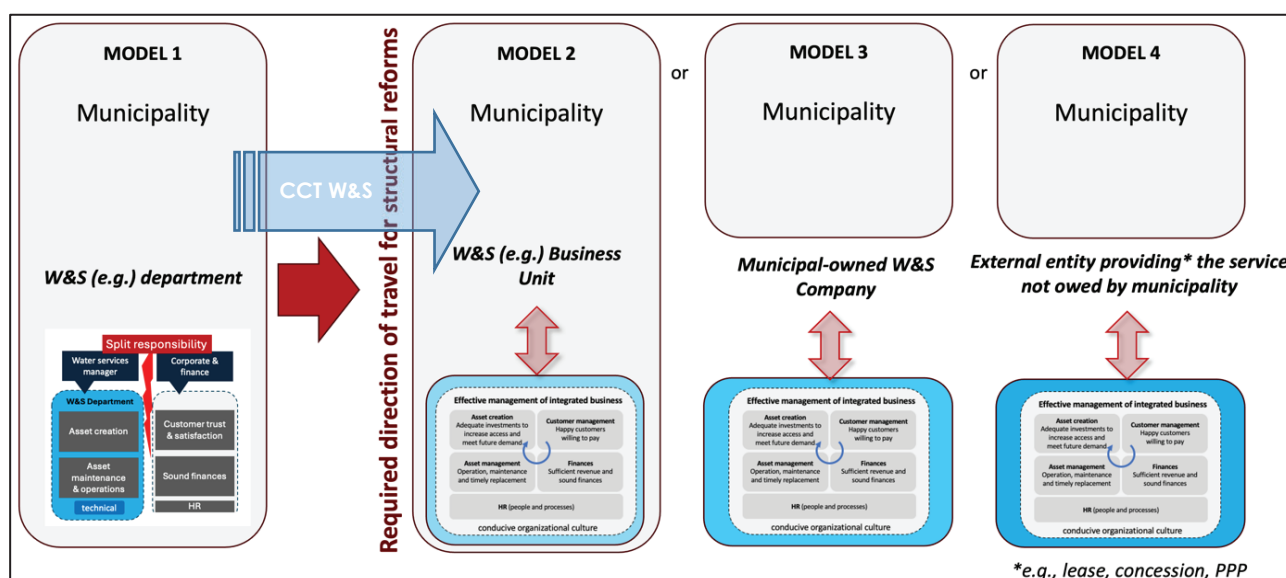 MODEL 1
Municipality
W&S (e.g.) department
Split responsibility
Water services
manager
Corporate &
finance
W&S Department
Asset creation
Asset
maintenance
& operations
technical
Customer trust
& satisfaction
Sound finances
HR
CCT W&S
Required direction of travel for structural reforms
MODEL 2
Municipality
W&S (e.g.) Business
Unit
Effective management of integrated business
Asset creation
Adequate investments to
increase access and
meet future demand
Customer management
Happy customers
willing to pay
Asset management
Operation, maintenance
and timely replacement
Finances
Sufficient revenue and
sound finances
HR (people and processes)
conducive organizational culture
or
MODEL 3
Municipality
Municipal-owned W&S
Company
Effective management of integrated business
Asset creation
Adequate investments to
increase access and
meet future demand
Customer management
Happy customers
willing to pay
Asset management
Operation, maintenance
and timely replacement
Finances
Sufficient revenue and
sound finances
HR (people and processes)
conducive organizational culture
or
MODEL 4
Municipality
External entity providing* the service
not owed by municipality
Effective management of integrated business
Asset creation
Adequate investments to
increase access and
meet future demand
Customer management
Happy customers
willing to pay
Asset management
Operation, maintenance
and timely replacement
Finances
Sufficient revenue and
sound finances
HR (people and processes)
conducive organizational culture
*e.g., lease, concession, PPP